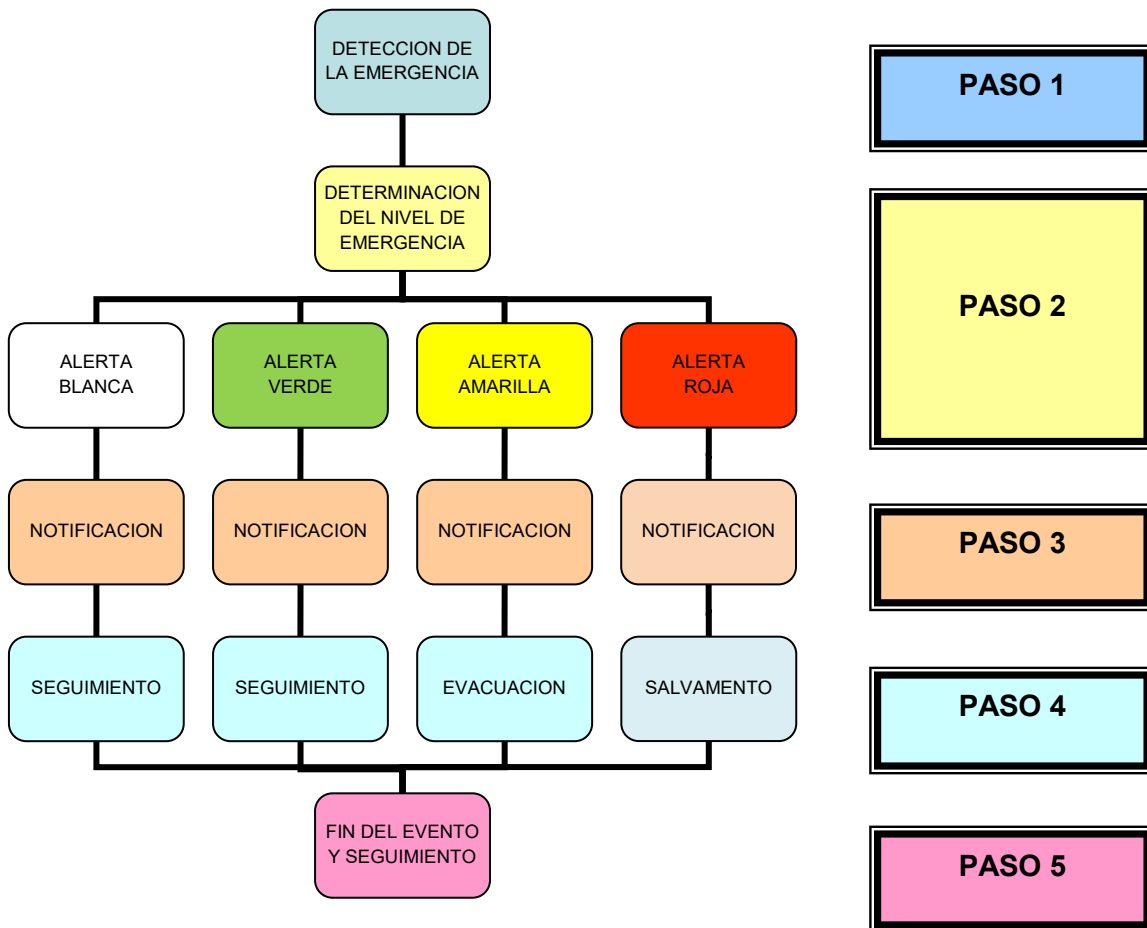 DETECCION DE
LA EMERGENCIA
PASO 1
DETERMINACION
DEL NIVEL DE
EMERGENCIA
PASO 2
ALERTA
BLANCA
ALERTA
VERDE
ALERTA
AMARILLA
ALERTA
ROJA
NOTIFICACION
NOTIFICACION
NOTIFICACION
NOTIFICACION
PASO 3
SEGUIMIENTO
SEGUIMIENTO
EVACUACION
SALVAMENTO
PASO 4
FIN DEL EVENTO
Y SEGUIMIENTO
PASO 5